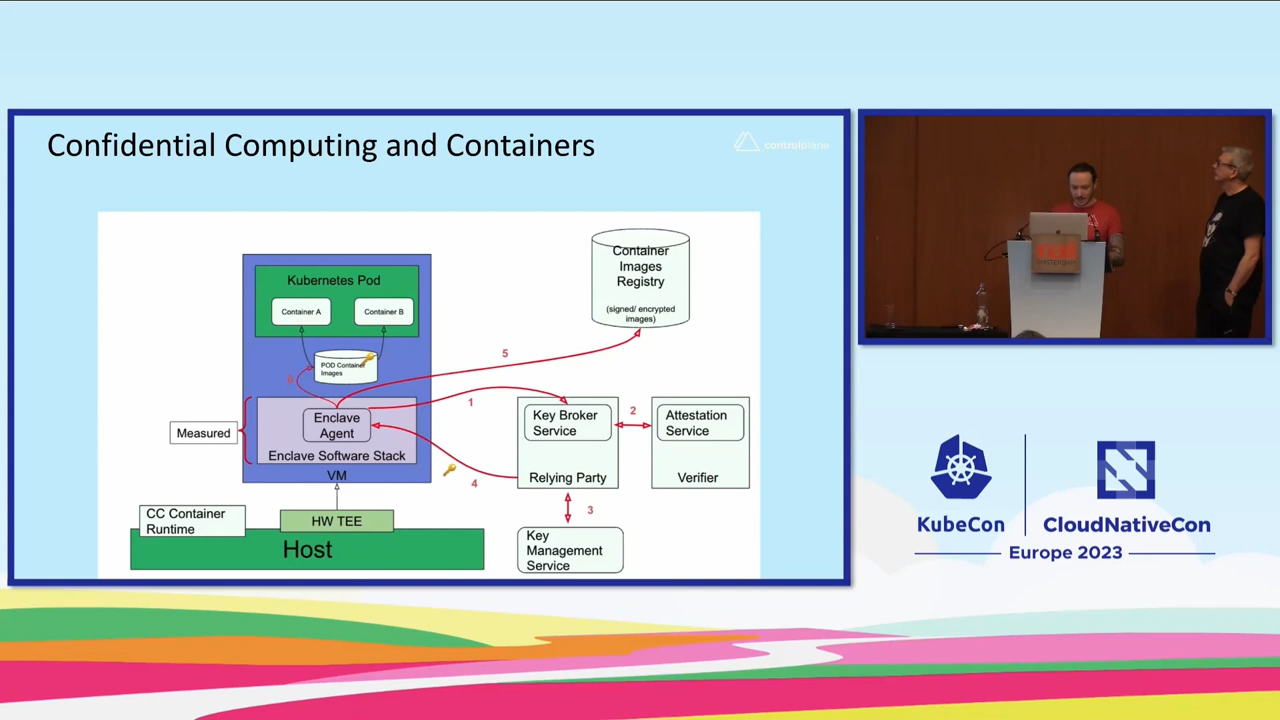 Confidential Computing and Containers
controlplane
Kubernetes Pod
Container A
Container B
POD Container
Images
6
5
1
2
4
3
Container
Images
Registry
(signed/ encrypted
images)
Measured
Enclave
Agent
Enclave Software Stack
VM
Key Broker
Service
Relying Party
Attestation
Service
Verifier
CC Container
Runtime
HW TEE
Host
Key
Management
Service
AMSTERDAM
KubeCon
CloudNativeCon
Europe 2023